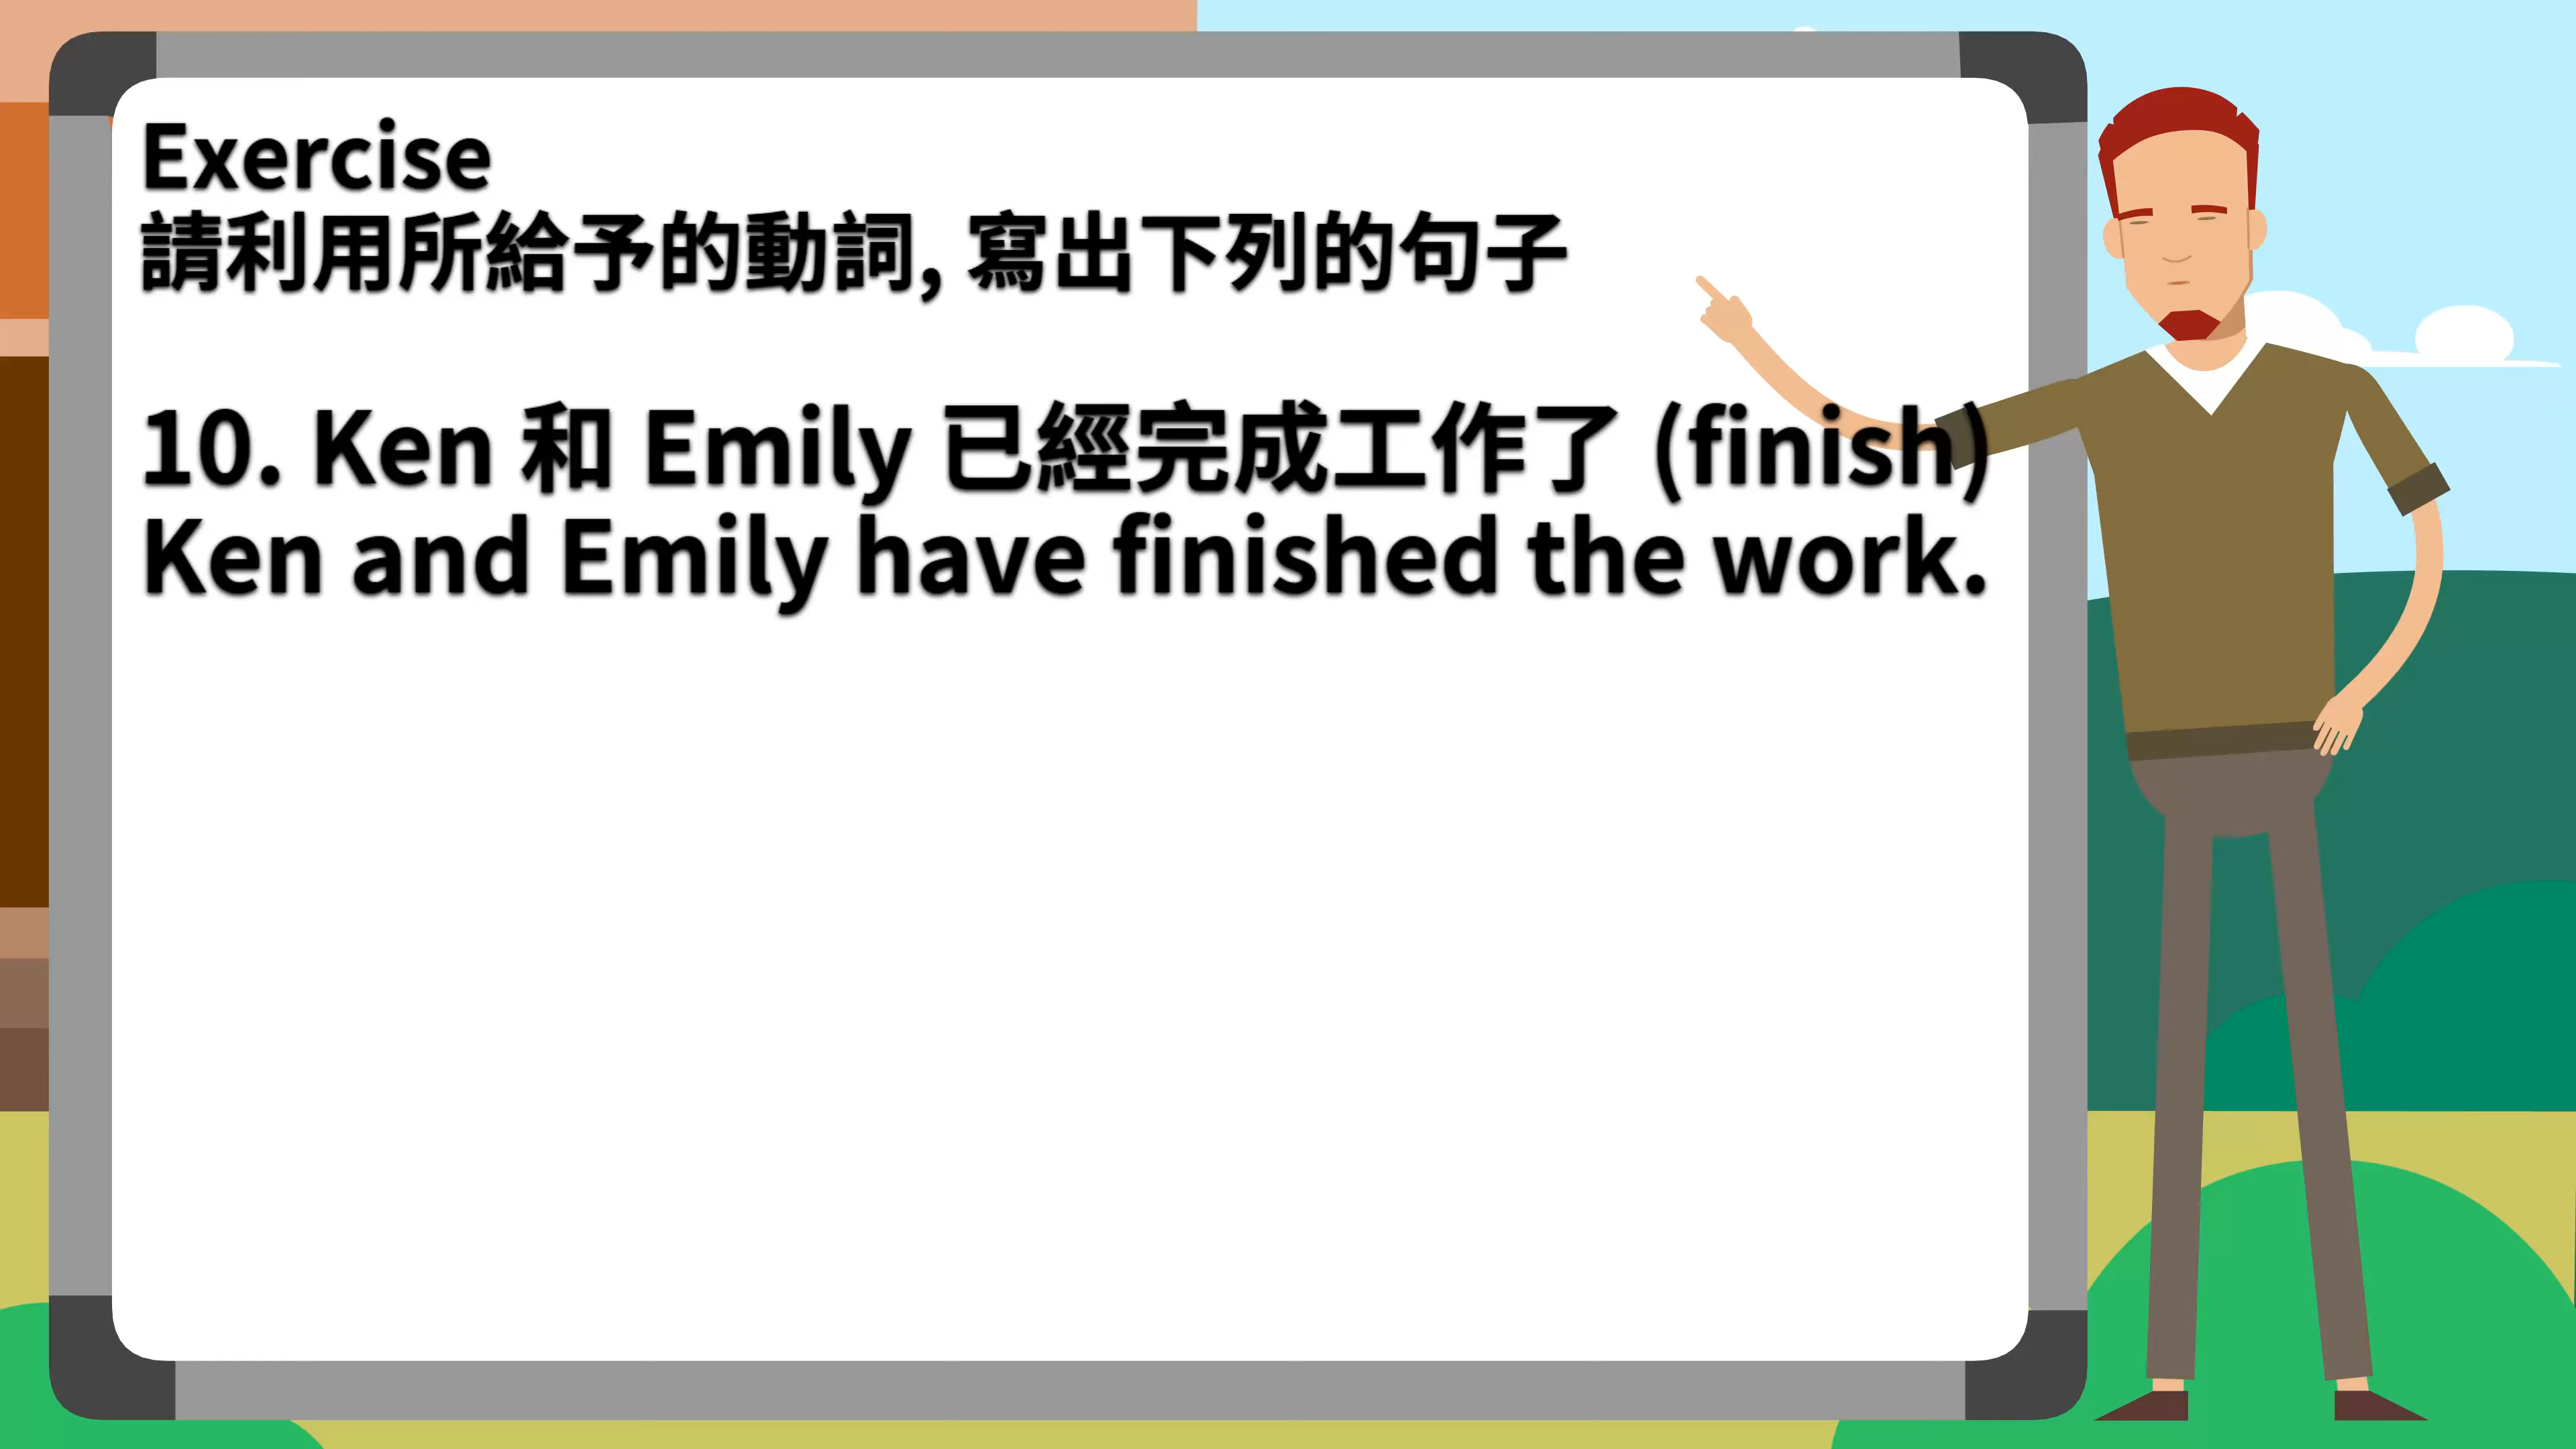 Exercise
請利用所給予的動詞, 寫出下列的句子
10. Ken 和 Emily 已經完成工作了 (finish)
Ken and Emily have finished the work.